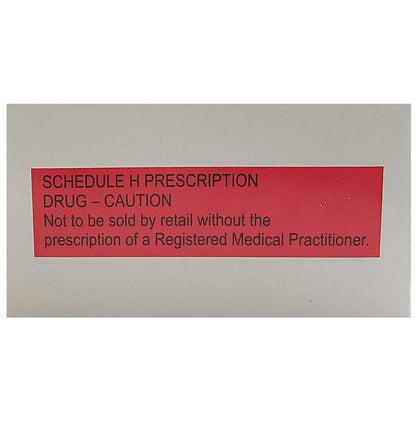 SCHEDULE H PRESCRIPTION
DRUG – CAUTION
Not to be sold by retail without the
prescription of a Registered Medical Practitioner.